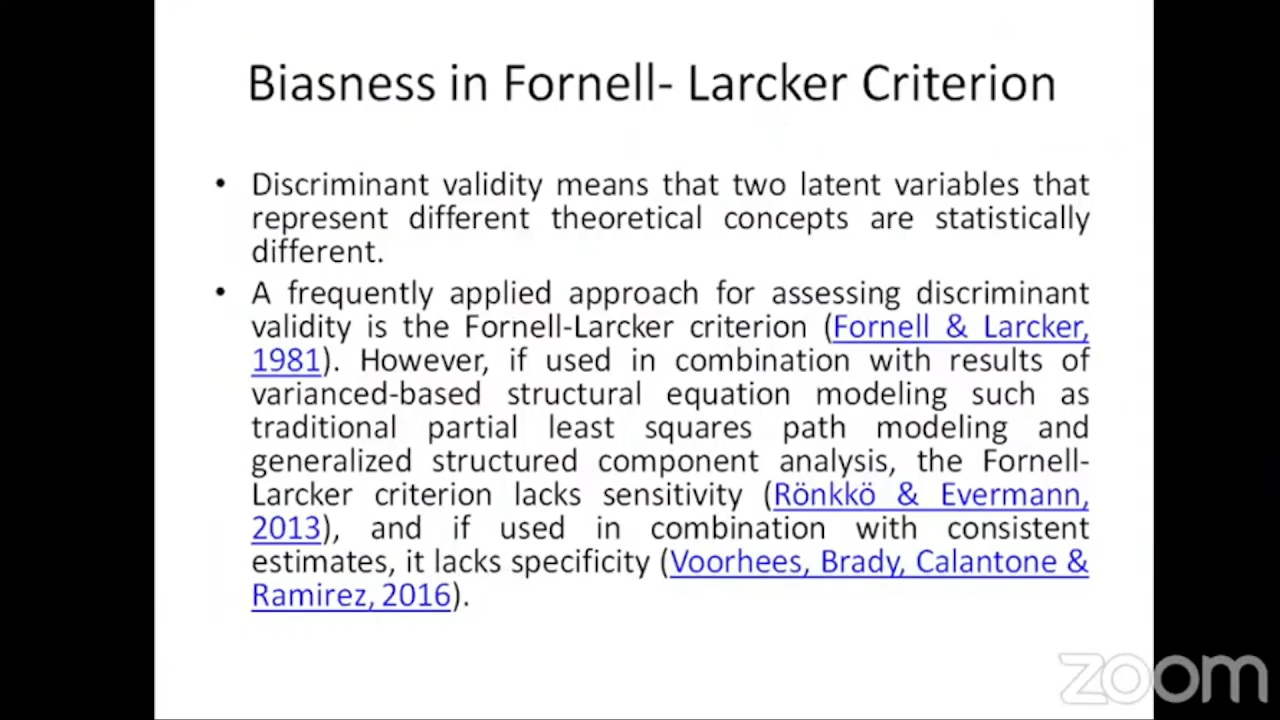 Biasness in Fornell- Larcker Criterion
• Discriminant validity means that two latent variables that
represent different theoretical concepts are statistically
different.
• A frequently applied approach for assessing discriminant
validity is the Fornell-Larcker criterion (Fornell & Larcker,
1981). However, if used in combination with results of
varianced-based structural equation modeling such as
traditional partial least squares path modeling and
generalized structured component analysis, the Fornell-
Larcker criterion lacks sensitivity (Rönkkö & Evermann,
2013), and if used in combination with consistent
estimates, it lacks specificity (Voorhees, Brady, Calantone &
Ramirez, 2016).
zoom